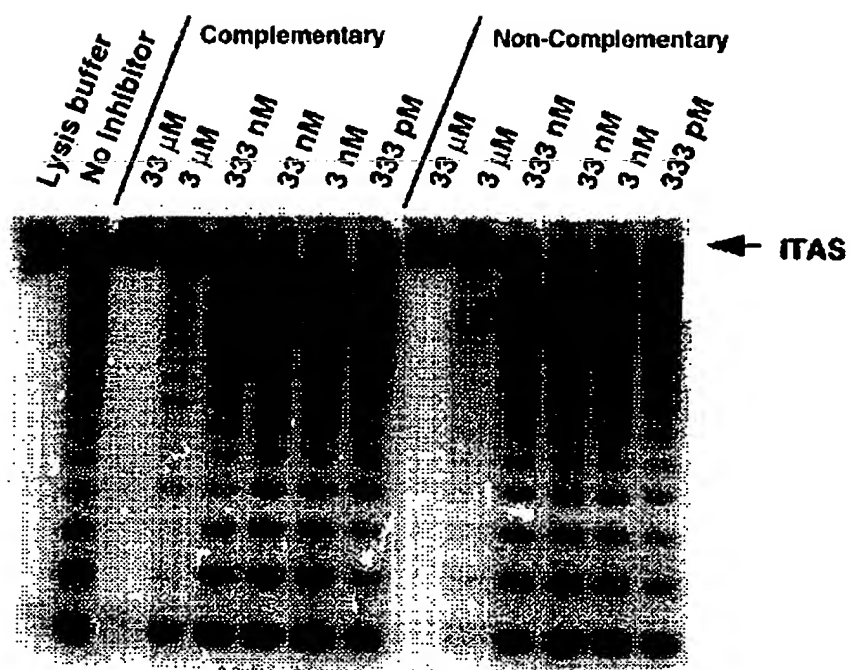 Complementary
Non-Complementary
Lysis buffer
No Inhibitor
33 µM
3 µM
333 nM
33 nM
3 nM
333 pM
33 µM
3 µM
333 nM
33 nM
3 nM
333 pM
ITAS